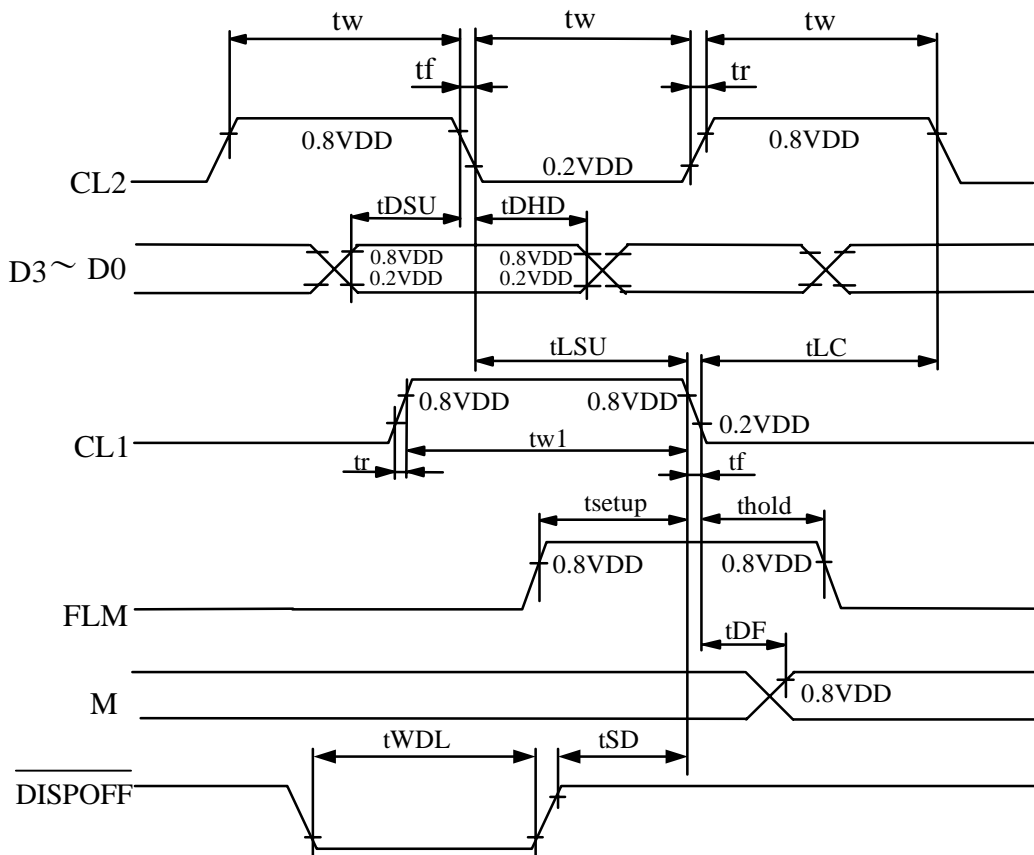 tw tw tw
tf tr
0.8VDD 0.2VDD 0.8VDD
CL2
tDSU tDHD
D3～ D0
0.8VDD 0.8VDD
0.2VDD 0.2VDD
tLSU tLC
0.8VDD 0.8VDD 0.2VDD
CL1
tw1
tr tf
tsetup thold
0.8VDD 0.8VDD
FLM
tDF
M
0.8VDD
tWDL tSD
DISPOFF